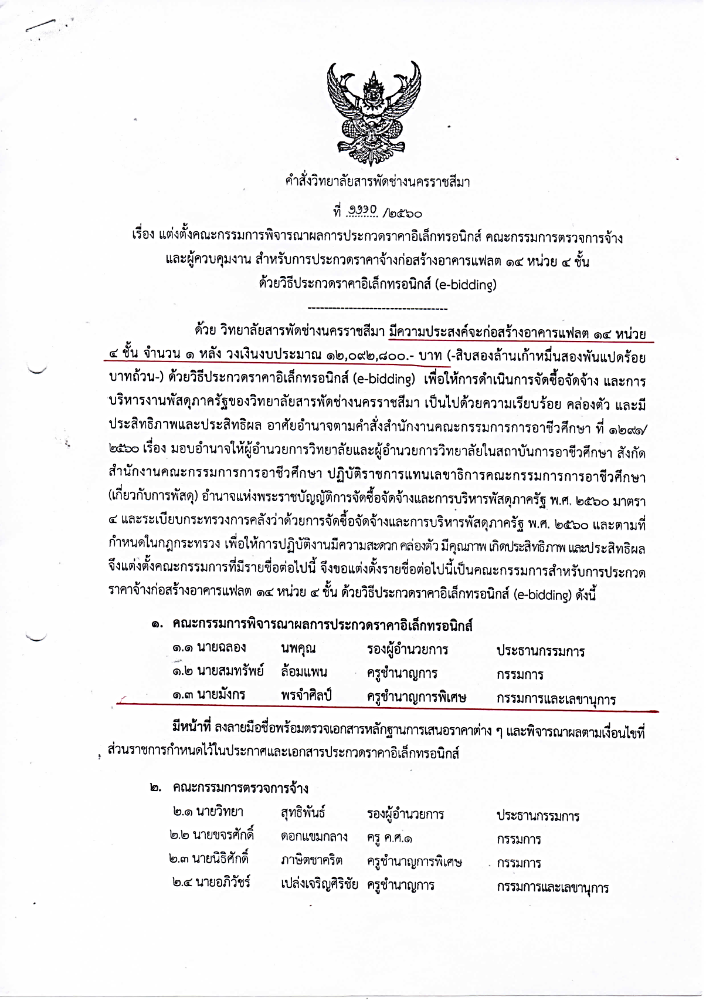 คำสั่งวิทยาลัยสารพัดช่างนครราชสีมา
ที่ ๑๑๑๐ /๒๕๖๐
เรื่อง แต่งตั้งคณะกรรมการพิจารณาผลการประกวดราคาอิเล็กทรอนิกส์ คณะกรรมการตรวจการจ้าง
และผู้ควบคุมงาน สำหรับการประกวดราคาจ้างก่อสร้างอาคารแฟลต ๑๔ หน่วย ๔ ชั้น
ด้วยวิธีประกวดราคาอิเล็กทรอนิกส์ (e-bidding)
----------------------------------
ด้วย วิทยาลัยสารพัดช่างนครราชสีมา มีความประสงค์จะก่อสร้างอาคารแฟลต ๑๔ หน่วย
๔ ชั้น จำนวน ๑ หลัง วงเงินงบประมาณ ๑๒,๐๙๒,๘๐๐.- บาท (-สิบสองล้านเก้าหมื่นสองพันแปดร้อย
บาทถ้วน-) ด้วยวิธีประกวดราคาอิเล็กทรอนิกส์ (e-bidding) เพื่อให้การดำเนินการจัดซื้อจัดจ้าง และการ
บริหารงานพัสดุภาครัฐของวิทยาลัยสารพัดช่างนครราชสีมา เป็นไปด้วยความเรียบร้อย คล่องตัว และมี
ประสิทธิภาพและประสิทธิผล อาศัยอำนาจตามคำสั่งสำนักงานคณะกรรมการการอาชีวศึกษา ที่ ๑๒๙๑/
๒๕๖๐ เรื่อง มอบอำนาจให้ผู้อำนวยการวิทยาลัยและผู้อำนวยการวิทยาลัยในสถาบันการอาชีวศึกษา สังกัด
สำนักงานคณะกรรมการการอาชีวศึกษา ปฏิบัติราชการแทนเลขาธิการคณะกรรมการการอาชีวศึกษา
(เกี่ยวกับการพัสดุ) อำนาจแห่งพระราชบัญญัติการจัดซื้อจัดจ้างและการบริหารพัสดุภาครัฐ พ.ศ. ๒๕๖๐ มาตรา
๔ และระเบียบกระทรวงการคลังว่าด้วยการจัดซื้อจัดจ้างและการบริหารพัสดุภาครัฐ พ.ศ. ๒๕๖๐ และตามที่
กำหนดในกฎกระทรวง เพื่อให้การปฏิบัติงานมีความสะดวก คล่องตัว มีคุณภาพ เกิดประสิทธิภาพ และประสิทธิผล
จึงแต่งตั้งคณะกรรมการที่มีรายชื่อต่อไปนี้ จึงขอแต่งตั้งรายชื่อต่อไปนี้เป็นคณะกรรมการสำหรับการประกวด
ราคาจ้างก่อสร้างอาคารแฟลต ๑๔ หน่วย ๔ ชั้น ด้วยวิธีประกวดราคาอิเล็กทรอนิกส์ (e-bidding) ดังนี้
๑. คณะกรรมการพิจารณาผลการประกวดราคาอิเล็กทรอนิกส์
๑.๑ นายฉลอง นพคุณ รองผู้อำนวยการ ประธานกรรมการ
๑.๒ นายสมทรัพย์ ล้อมแพน ครูชำนาญการ กรรมการ
๑.๓ นายมังกร พรจำศิลป์ ครูชำนาญการพิเศษ กรรมการและเลขานุการ
มีหน้าที่ ลงลายมือชื่อพร้อมตรวจเอกสารหลักฐานการเสนอราคาต่าง ๆ และพิจารณาผลตามเงื่อนไขที่
ส่วนราชการกำหนดไว้ในประกาศและเอกสารประกวดราคาอิเล็กทรอนิกส์
๒. คณะกรรมการตรวจการจ้าง
๒.๑ นายวิทยา สุทธิพันธ์ รองผู้อำนวยการ ประธานกรรมการ
๒.๒ นายขจรศักดิ์ ดอกแขมกลาง ครู ค.ศ.๑ กรรมการ
๒.๓ นายนิธิศักดิ์ ภาษิตชาคริต ครูชำนาญการพิเศษ กรรมการ
๒.๔ นายอภิวัชร์ เปล่งเจริญศิริชัย ครูชำนาญการ กรรมการและเลขานุการ